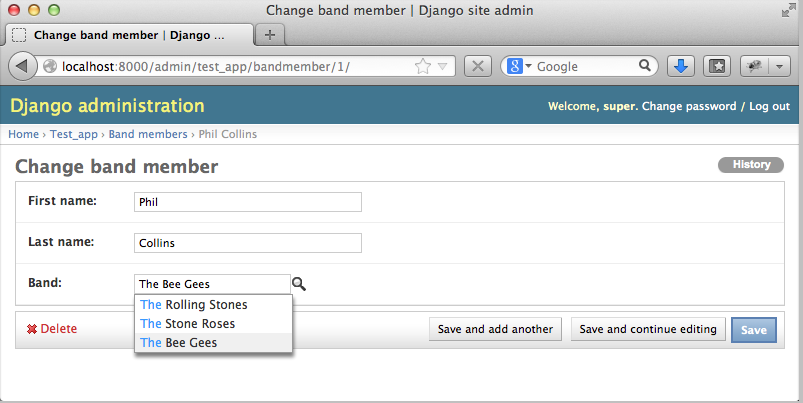 Change band member | Django site admin
Change band member | Django ...
localhost:8000/admin/test_app/bandmember/1/
Google
Django administration
Welcome, super. Change password / Log out
Home › Test_app › Band members › Phil Collins
Change band member
History
First name:
Phil
Last name:
Collins
Band:
The Bee Gees
The Rolling Stones
The Stone Roses
The Bee Gees
Delete
Save and add another
Save and continue editing
Save